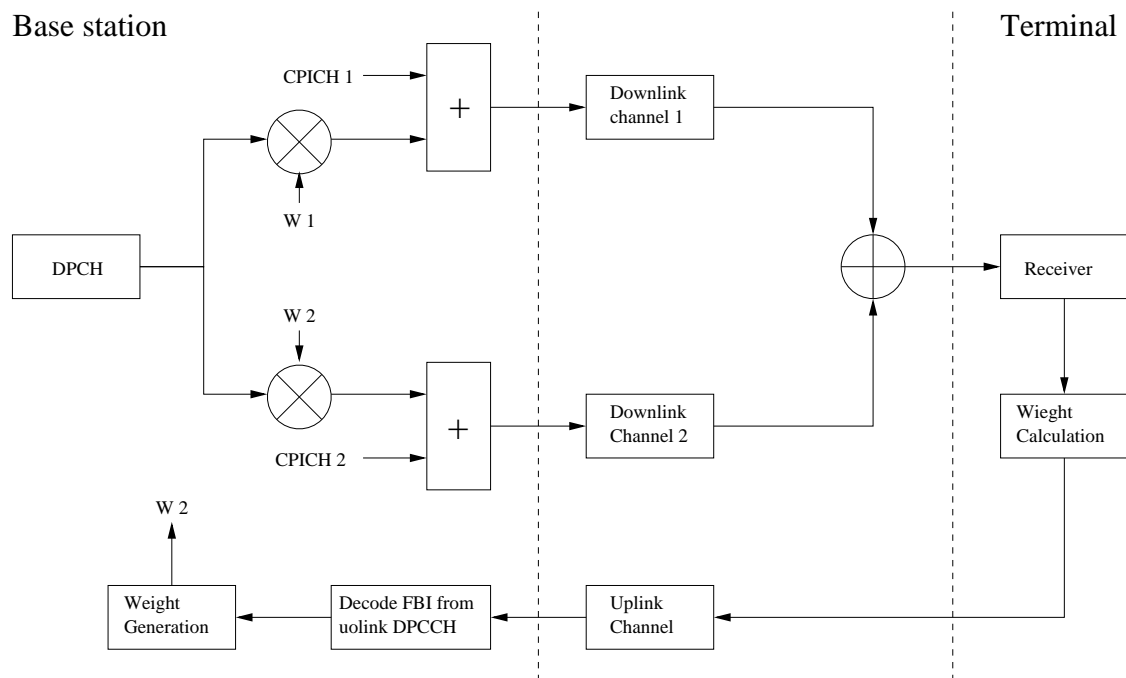 Base station
Terminal
CPICH 1
+
Downlink
channel 1
W 1
DPCH
Receiver
W 2
+
Downlink
Channel 2
CPICH 2
Wieght
Calculation
W 2
Weight
Generation
Decode FBI from
uolink DPCCH
Uplink
Channel